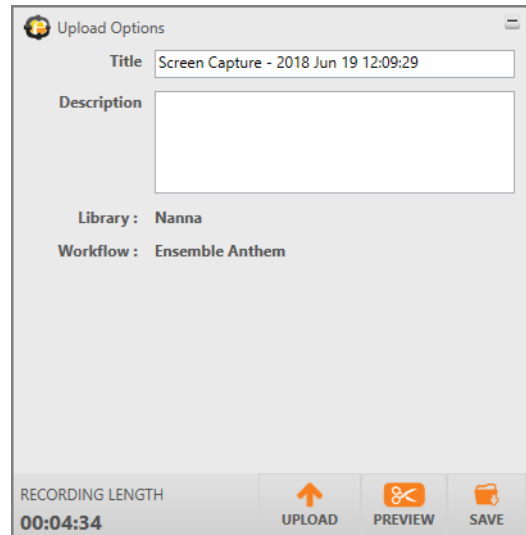 Upload Options
Title Screen Capture - 2018 Jun 19 12:09:29
Description
Library : Nanna
Workflow : Ensemble Anthem
RECORDING LENGTH
00:04:34
UPLOAD PREVIEW SAVE